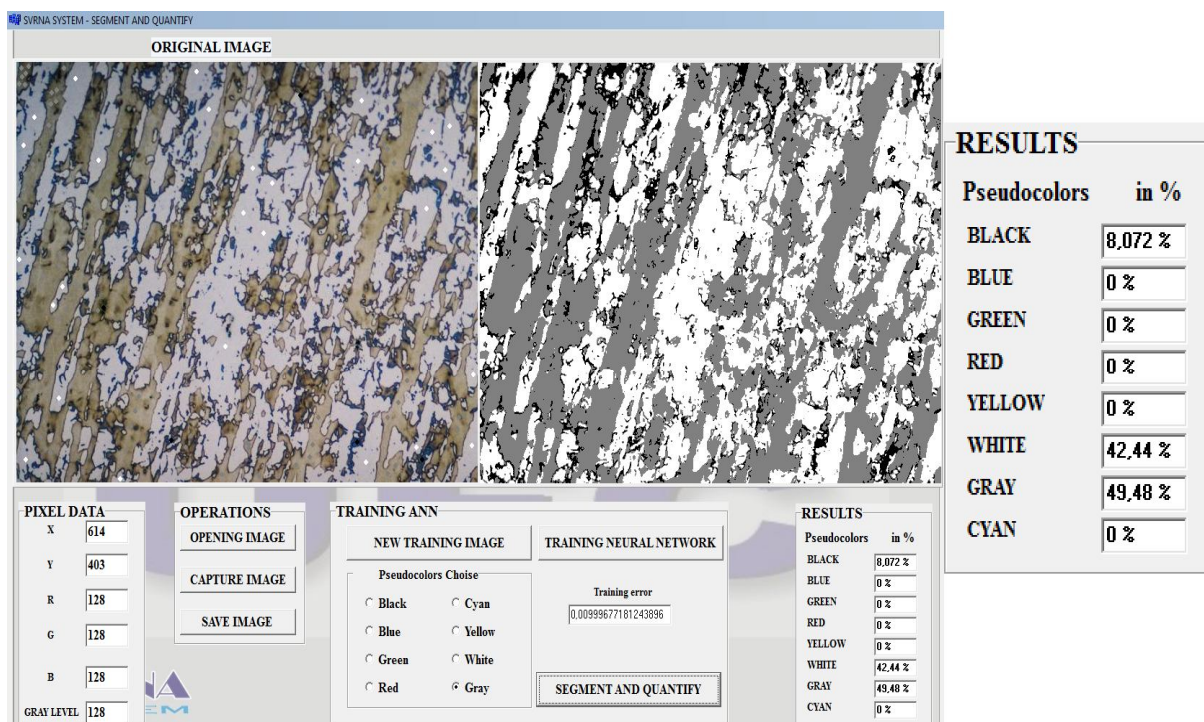 SVRNA SYSTEM - SEGMENT AND QUANTIFY
ORIGINAL IMAGE
RESULTS
Pseudocolors in %
BLACK 8,072 %
BLUE 0 %
GREEN 0 %
RED 0 %
YELLOW 0 %
WHITE 42,44 %
GRAY 49,48 %
CYAN 0 %
PIXEL DATA
X 614
Y 403
R 128
G 128
B 128
GRAY LEVEL 128
OPERATIONS
OPENING IMAGE
CAPTURE IMAGE
SAVE IMAGE
TRAINING ANN
NEW TRAINING IMAGE
TRAINING NEURAL NETWORK
Pseudocolors Choise
Black Cyan
Blue Yellow
Green White
Red Gray
Training error
0,00999677181243896
SEGMENT AND QUANTIFY
RESULTS
Pseudocolors in %
BLACK 8,072 %
BLUE 0 %
GREEN 0 %
RED 0 %
YELLOW 0 %
WHITE 42,44 %
GRAY 49,48 %
CYAN 0 %